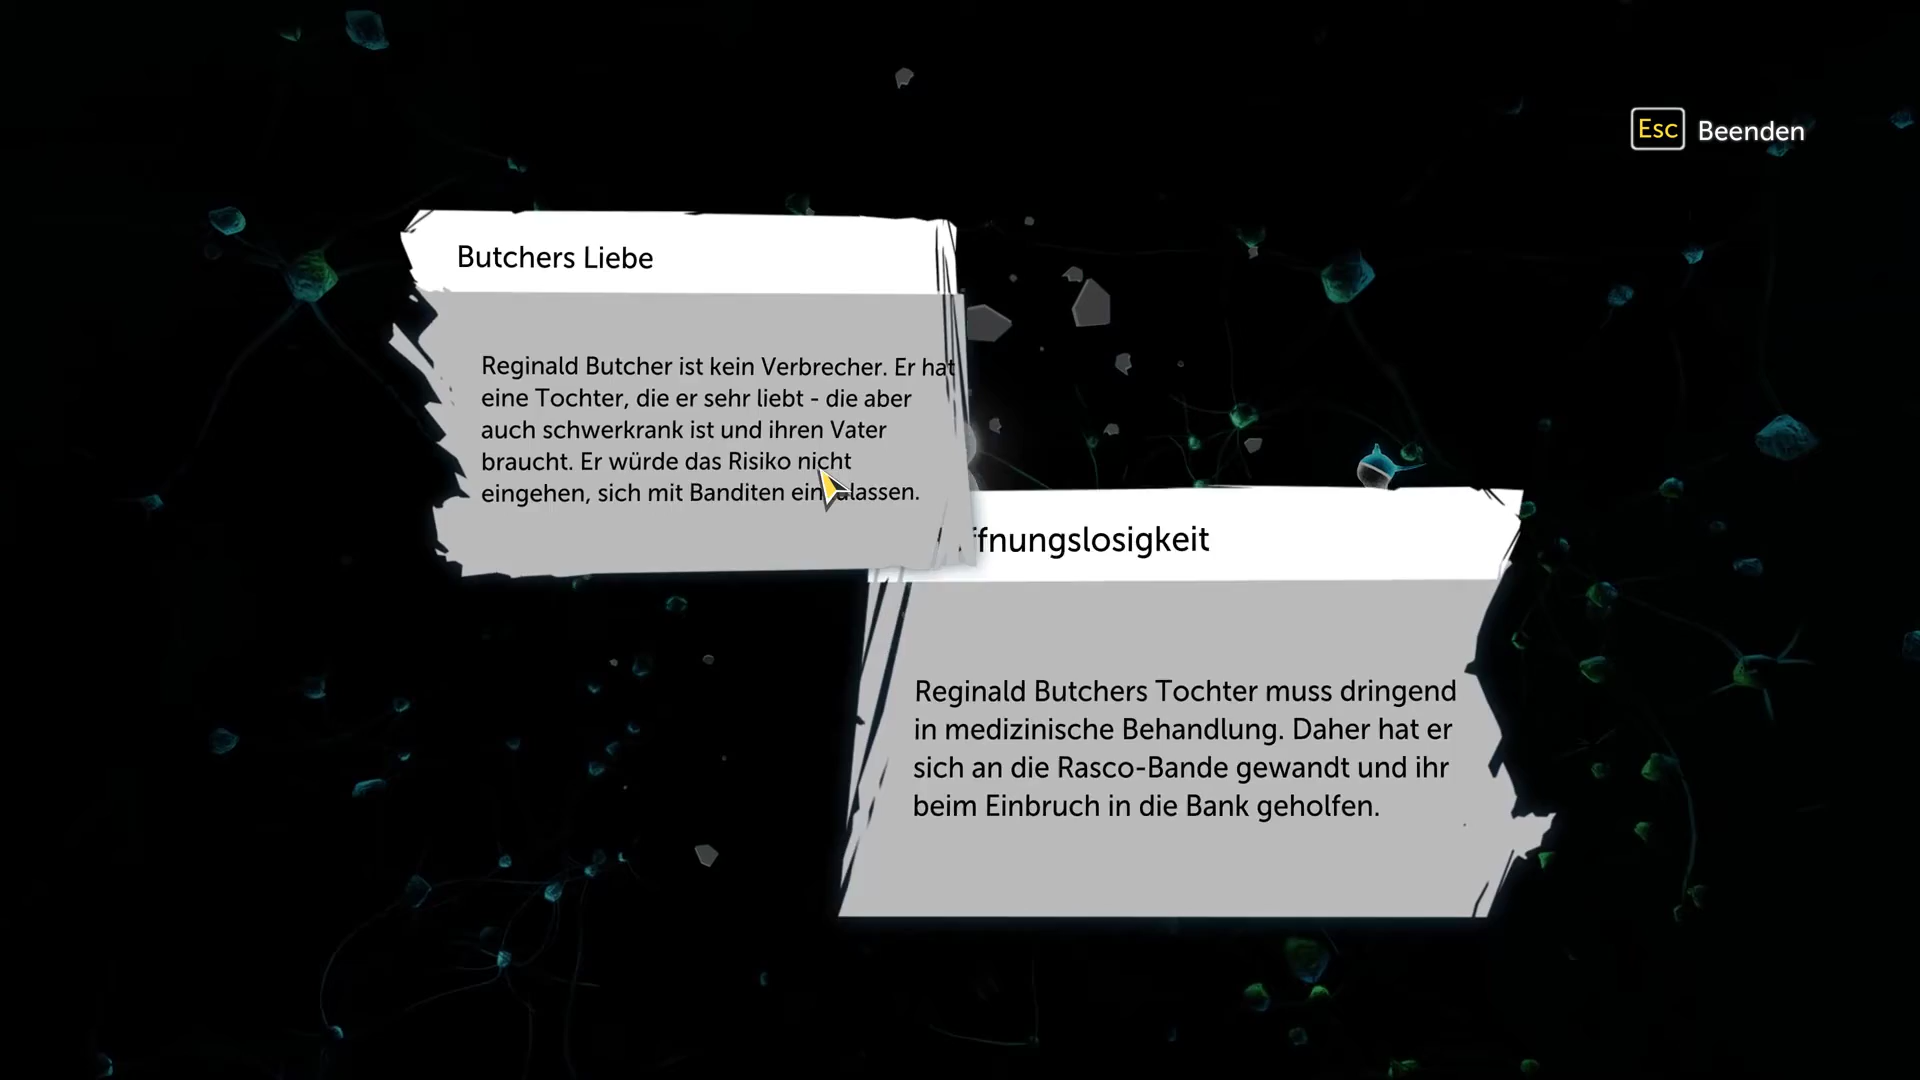 Esc Beenden
Butchers Liebe
Reginald Butcher ist kein Verbrecher. Er hat
eine Tochter, die er sehr liebt - die aber
auch schwerkrank ist und ihren Vater
braucht. Er würde das Risiko nicht
eingehen, sich mit Banditen einzulassen.
ffnungslosigkeit
Reginald Butchers Tochter muss dringend
in medizinische Behandlung. Daher hat er
sich an die Rasco-Bande gewandt und ihr
beim Einbruch in die Bank geholfen.